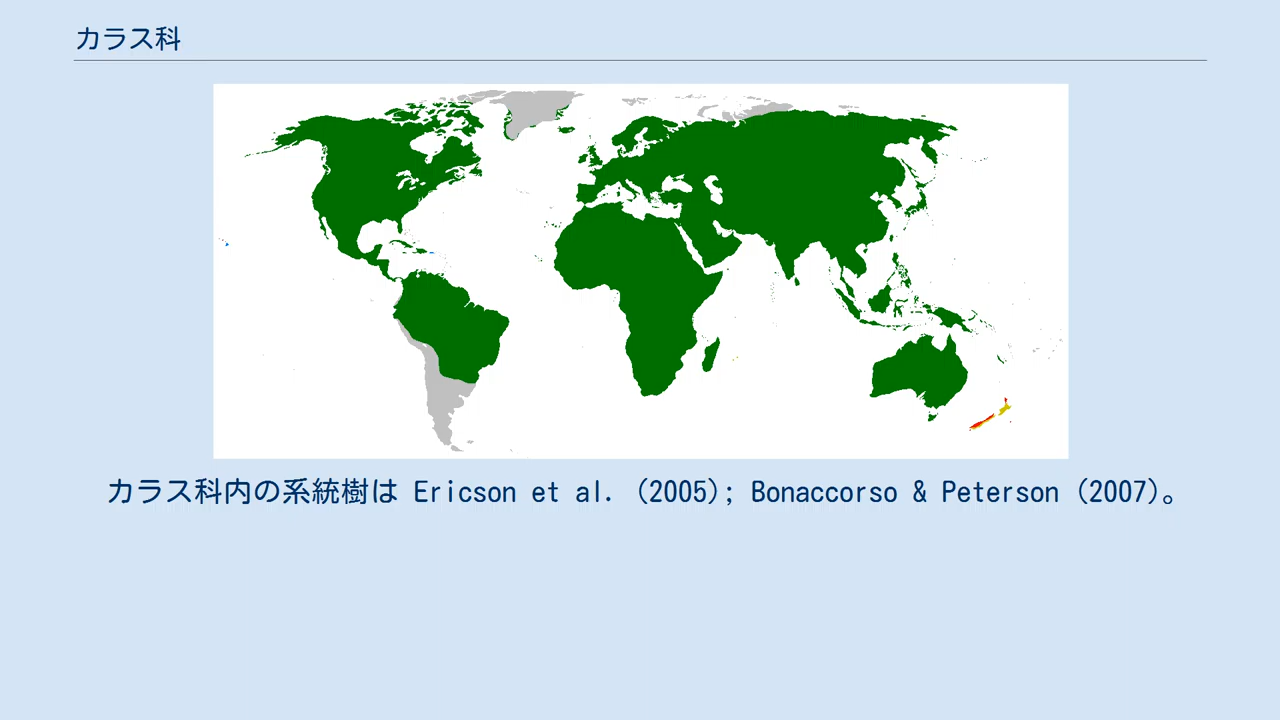 カラス科
カラス科内の系統樹は Ericson et al. (2005); Bonaccorso & Peterson (2007)。